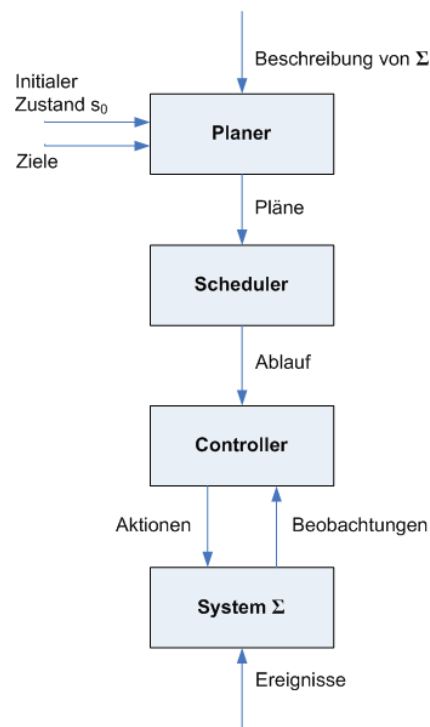 Beschreibung von Σ
Initialer
Zustand s₀
Ziele
Planer
Pläne
Scheduler
Ablauf
Controller
Aktionen
Beobachtungen
System Σ
Ereignisse